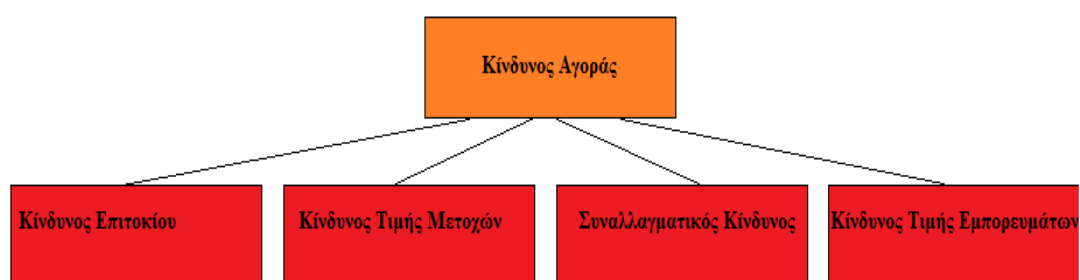 Κίνδυνος Αγοράς
Κίνδυνος Επιτοκίου
Κίνδυνος Τιμής Μετοχών
Συναλλαγματικός Κίνδυνος
Κίνδυνος Τιμής Εμπορευμάτων